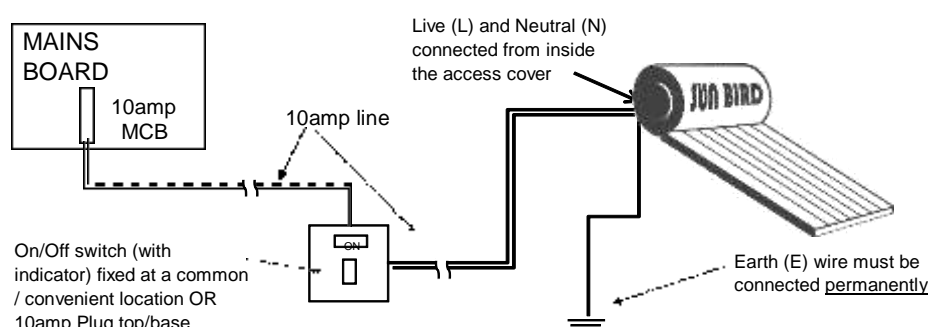 MAINS
BOARD
10amp
MCB
10amp line
Live (L) and Neutral (N)
connected from inside
the access cover
SUN BIRD
ON
On/Off switch (with
indicator) fixed at a common
/ convenient location OR
10amp Plug top/base
Earth (E) wire must be
connected permanently